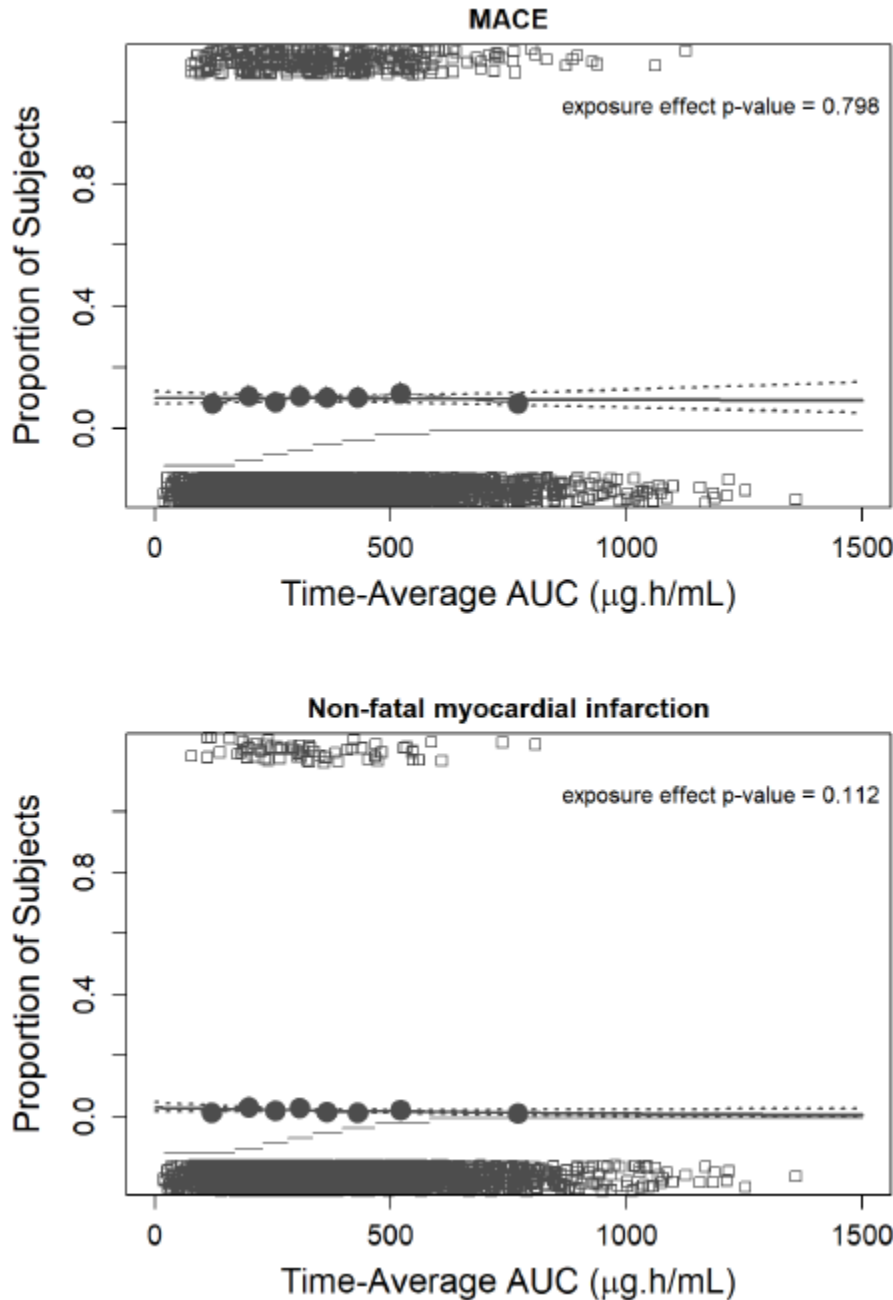 MACE
exposure effect p-value = 0.798
Proportion of Subjects
0.8
0.4
0.0
0 500 1000 1500
Time-Average AUC (μg.h/mL)
Non-fatal myocardial infarction
exposure effect p-value = 0.112
Proportion of Subjects
0.8
0.4
0.0
0 500 1000 1500
Time-Average AUC (μg.h/mL)